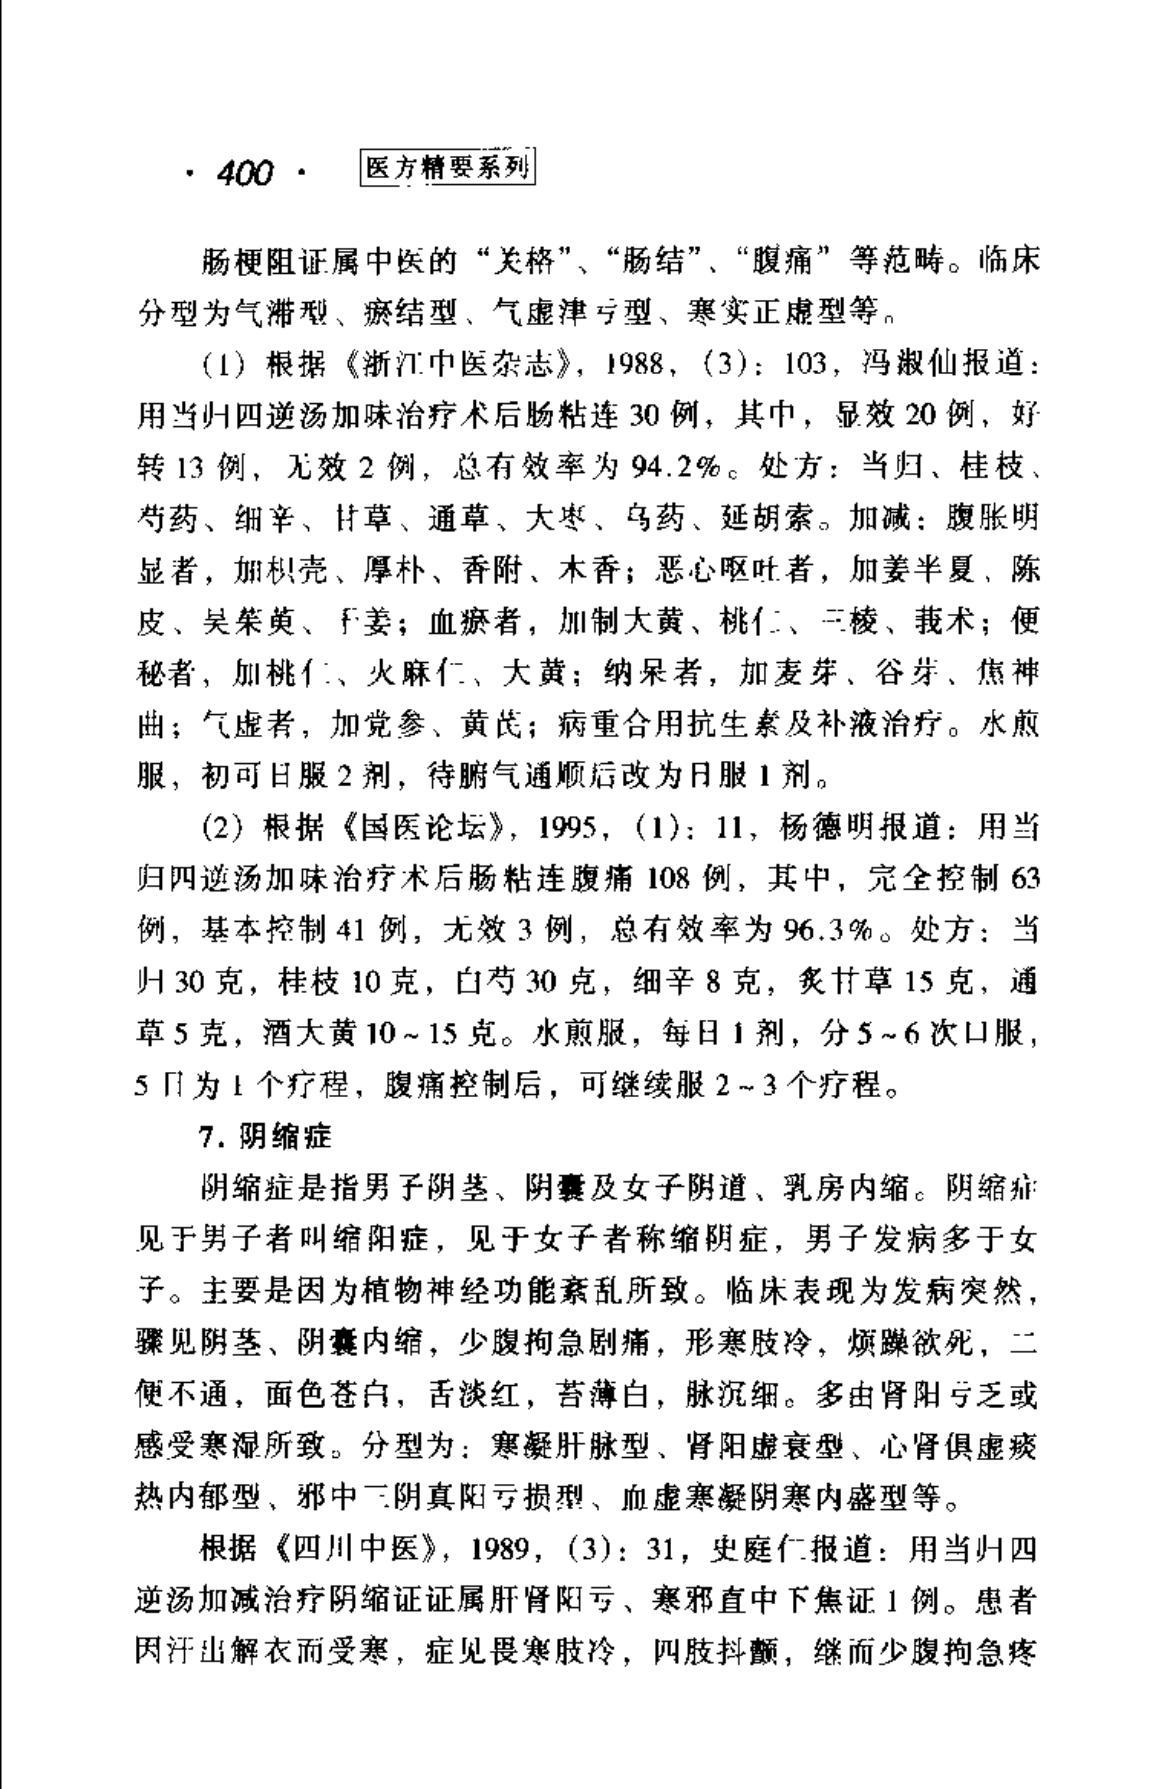 · 400 · 医方精要系列
肠梗阻证属中医的“关格”、“肠结”、“腹痛”等范畴。临床
分型为气滞型、瘀结型、气虚津亏型、寒实正虚型等。
(1) 根据《浙江中医杂志》，1988，(3)：103，冯淑仙报道：
用当归四逆汤加味治疗术后肠粘连 30 例，其中，显效 20 例，好
转 13 例，无效 2 例，总有效率为 94.2%。处方：当归、桂枝、
芍药、细辛、甘草、通草、大枣、乌药、延胡索。加减：腹胀明
显者，加枳壳、厚朴、香附、木香；恶心呕吐者，加姜半夏、陈
皮、吴茱萸、干姜；血瘀者，加制大黄、桃仁、三棱、莪术；便
秘者，加桃仁、火麻仁、大黄；纳呆者，加麦芽、谷芽、焦神
曲；气虚者，加党参、黄芪；病重合用抗生素及补液治疗。水煎
服，初可日服 2 剂，待腑气通顺后改为日服 1 剂。
(2) 根据《国医论坛》，1995，(1)：11，杨德明报道：用当
归四逆汤加味治疗术后肠粘连腹痛 108 例，其中，完全控制 63
例，基本控制 41 例，无效 3 例，总有效率为 96.3%。处方：当
归 30 克，桂枝 10 克，白芍 30 克，细辛 8 克，炙甘草 15 克，通
草 5 克，酒大黄 10～15 克。水煎服，每日 1 剂，分 5～6 次口服，
5 日为 1 个疗程，腹痛控制后，可继续服 2～3 个疗程。
7. 阴缩症
阴缩症是指男子阴茎、阴囊及女子阴道、乳房内缩。阴缩症
见于男子者叫缩阳症，见于女子者称缩阴症，男子发病多于女
子。主要是因为植物神经功能紊乱所致。临床表现为发病突然，
骤见阴茎、阴囊内缩，少腹拘急剧痛，形寒肢冷，烦躁欲死，二
便不通，面色苍白，舌淡红，苔薄白，脉沉细。多由肾阳亏乏或
感受寒湿所致。分型为：寒凝肝脉型、肾阳虚衰型、心肾俱虚痰
热内郁型、邪中三阴真阳亏损型、血虚寒凝阴寒内盛型等。
根据《四川中医》，1989，(3)：31，史庭仁报道：用当归四
逆汤加减治疗阴缩证证属肝肾阳亏、寒邪直中下焦证 1 例。患者
因汗出解衣而受寒，症见畏寒肢冷，四肢抖颤，继而少腹拘急疼